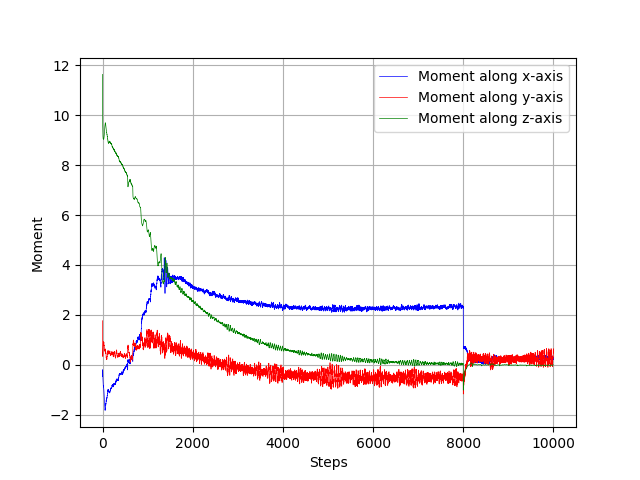 12
10
8
6
4
2
0
−2
Moment
Moment along x-axis
Moment along y-axis
Moment along z-axis
0 2000 4000 6000 8000 10000
Steps